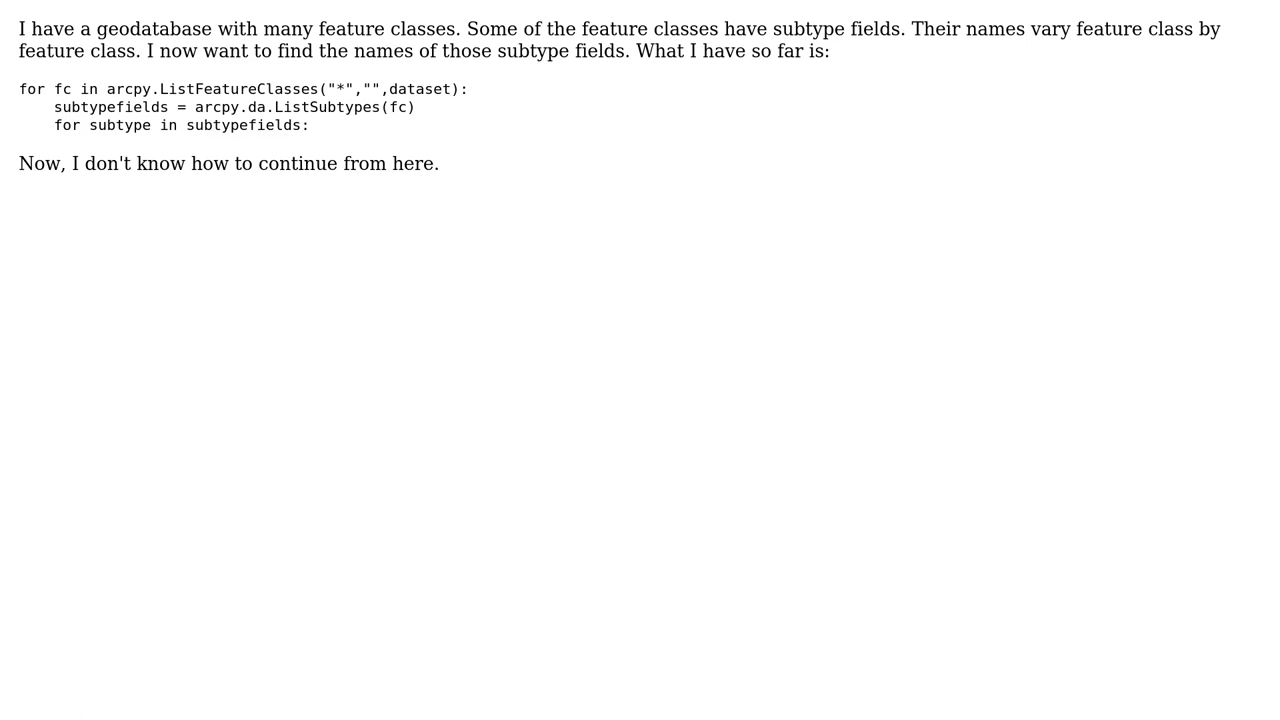 I have a geodatabase with many feature classes. Some of the feature classes have subtype fields. Their names vary feature class by
feature class. I now want to find the names of those subtype fields. What I have so far is:
for fc in arcpy.ListFeatureClasses("*","",dataset):
    subtypefields = arcpy.da.ListSubtypes(fc)
    for subtype in subtypefields:
Now, I don't know how to continue from here.